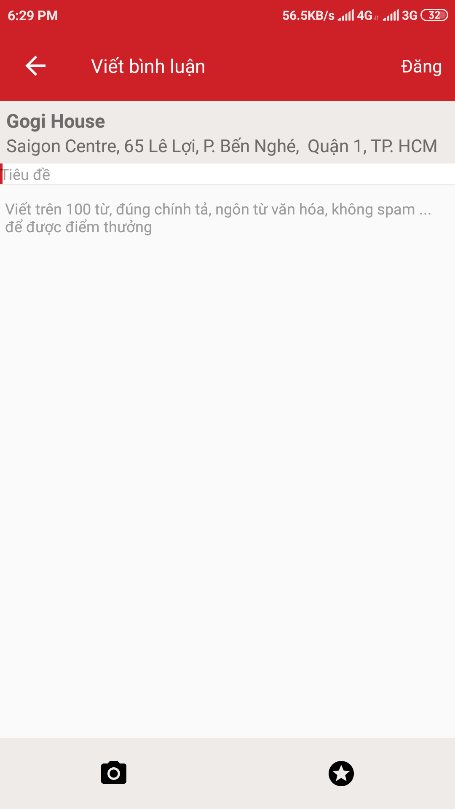 6:29 PM 56.5KB/s 4G 3G 32
Viết bình luận Đăng
Gogi House
Saigon Centre, 65 Lê Lợi, P. Bến Nghé, Quận 1, TP. HCM
Tiêu đề
Viết trên 100 từ, đúng chính tả, ngôn từ văn hóa, không spam ...
để được điểm thưởng